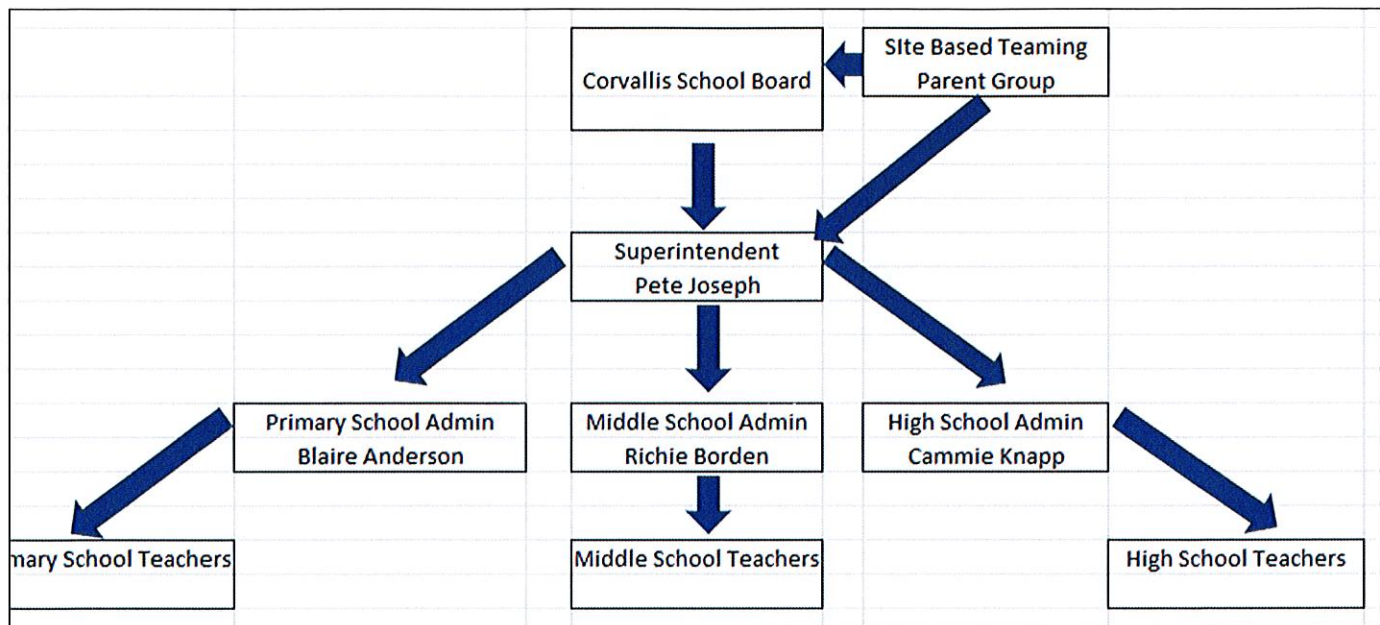 SIte Based Teaming
Parent Group
Corvallis School Board
Superintendent
Pete Joseph
Primary School Admin
Blaire Anderson
Middle School Admin
Richie Borden
High School Admin
Cammie Knapp
mary School Teachers
Middle School Teachers
High School Teachers